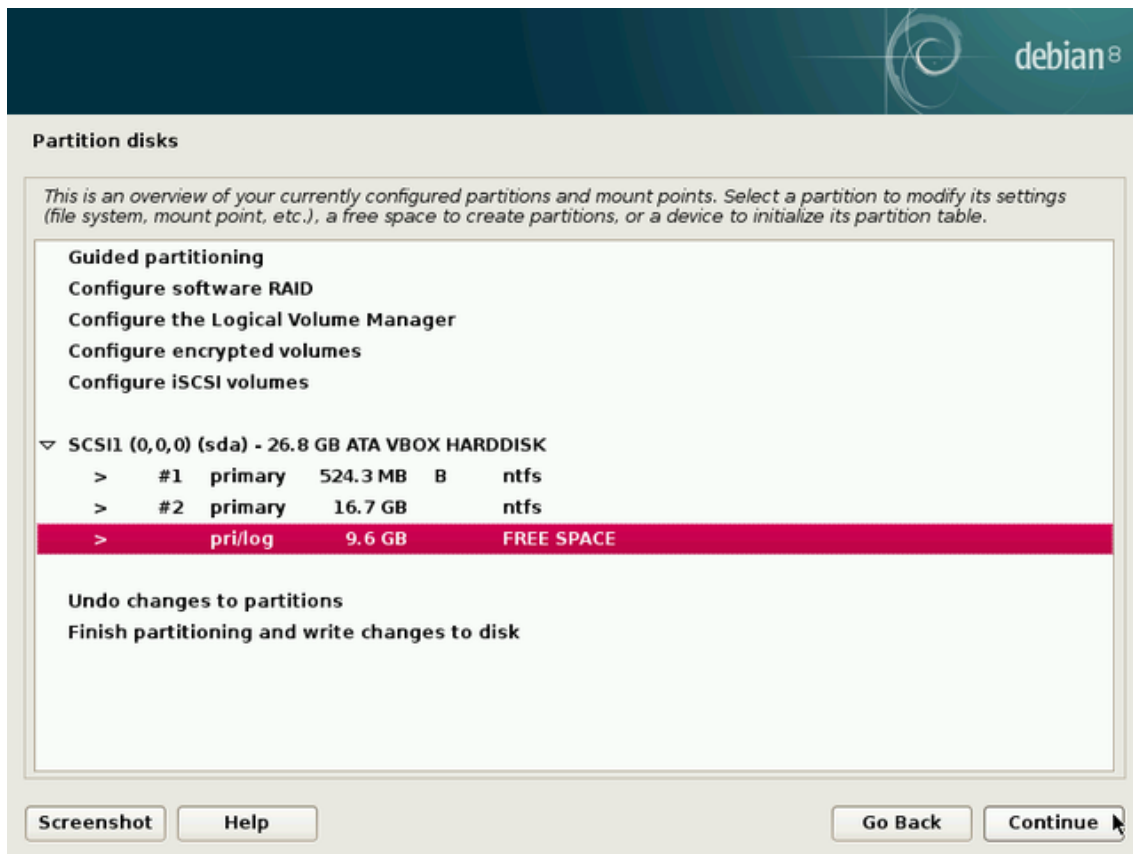 debian 8
Partition disks
This is an overview of your currently configured partitions and mount points. Select a partition to modify its settings
(file system, mount point, etc.), a free space to create partitions, or a device to initialize its partition table.
Guided partitioning
Configure software RAID
Configure the Logical Volume Manager
Configure encrypted volumes
Configure iSCSI volumes
SCSI1 (0,0,0) (sda) - 26.8 GB ATA VBOX HARDDISK
> #1 primary 524.3 MB B ntfs
> #2 primary 16.7 GB ntfs
> pri/log 9.6 GB FREE SPACE
Undo changes to partitions
Finish partitioning and write changes to disk
Screenshot Help Go Back Continue